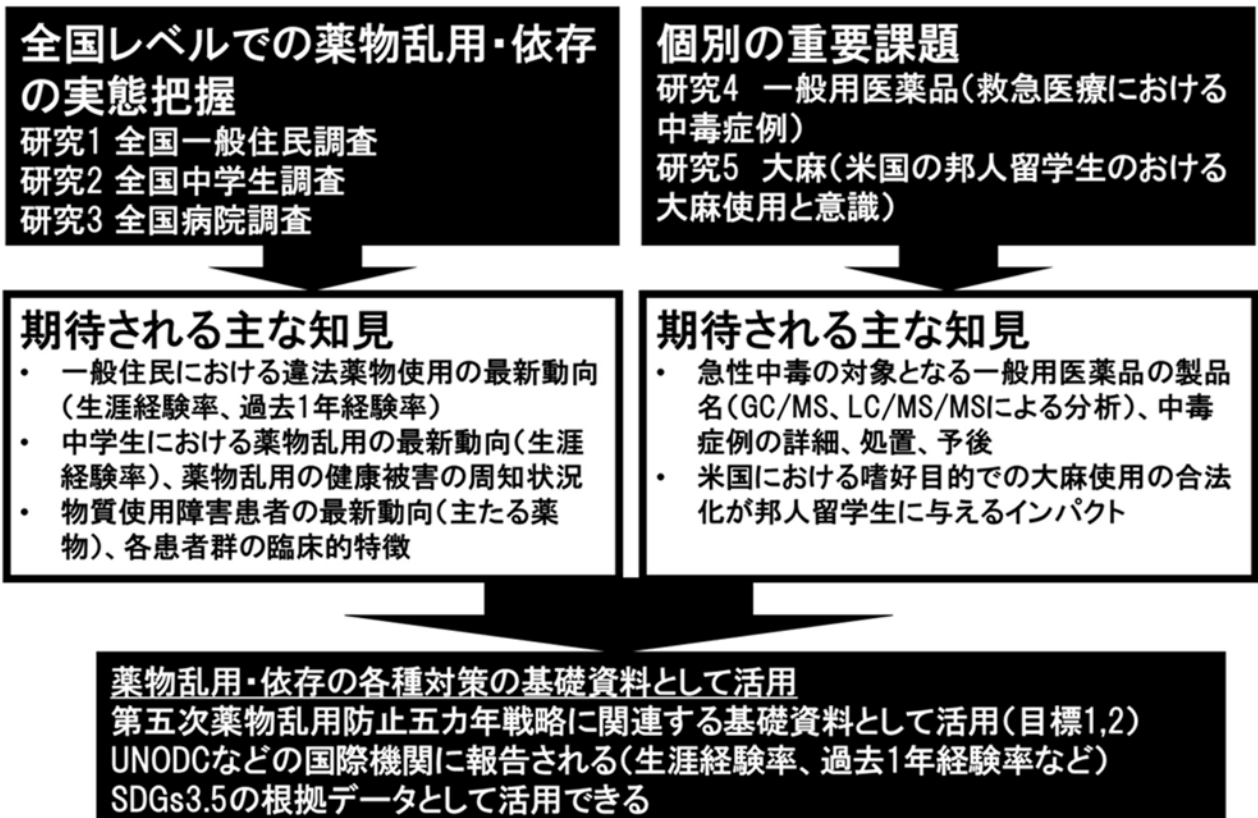 全国レベルでの薬物乱用・依存
の実態把握
研究1 全国一般住民調査
研究2 全国中学生調査
研究3 全国病院調査
個別の重要課題
研究4 一般用医薬品(救急医療における
中毒症例)
研究5 大麻(米国の邦人留学生のおける
大麻使用と意識)
期待される主な知見
• 一般住民における違法薬物使用の最新動向
(生涯経験率、過去1年経験率)
• 中学生における薬物乱用の最新動向(生涯
経験率)、薬物乱用の健康被害の周知状況
• 物質使用障害患者の最新動向(主たる薬
物)、各患者群の臨床的特徴
期待される主な知見
• 急性中毒の対象となる一般用医薬品の製品
名(GC/MS、LC/MS/MSによる分析)、中毒
症例の詳細、処置、予後
• 米国における嗜好目的での大麻使用の合法
化が邦人留学生に与えるインパクト
薬物乱用・依存の各種対策の基礎資料として活用
第五次薬物乱用防止五カ年戦略に関連する基礎資料として活用(目標1,2)
UNODCなどの国際機関に報告される(生涯経験率、過去1年経験率など)
SDGs3.5の根拠データとして活用できる